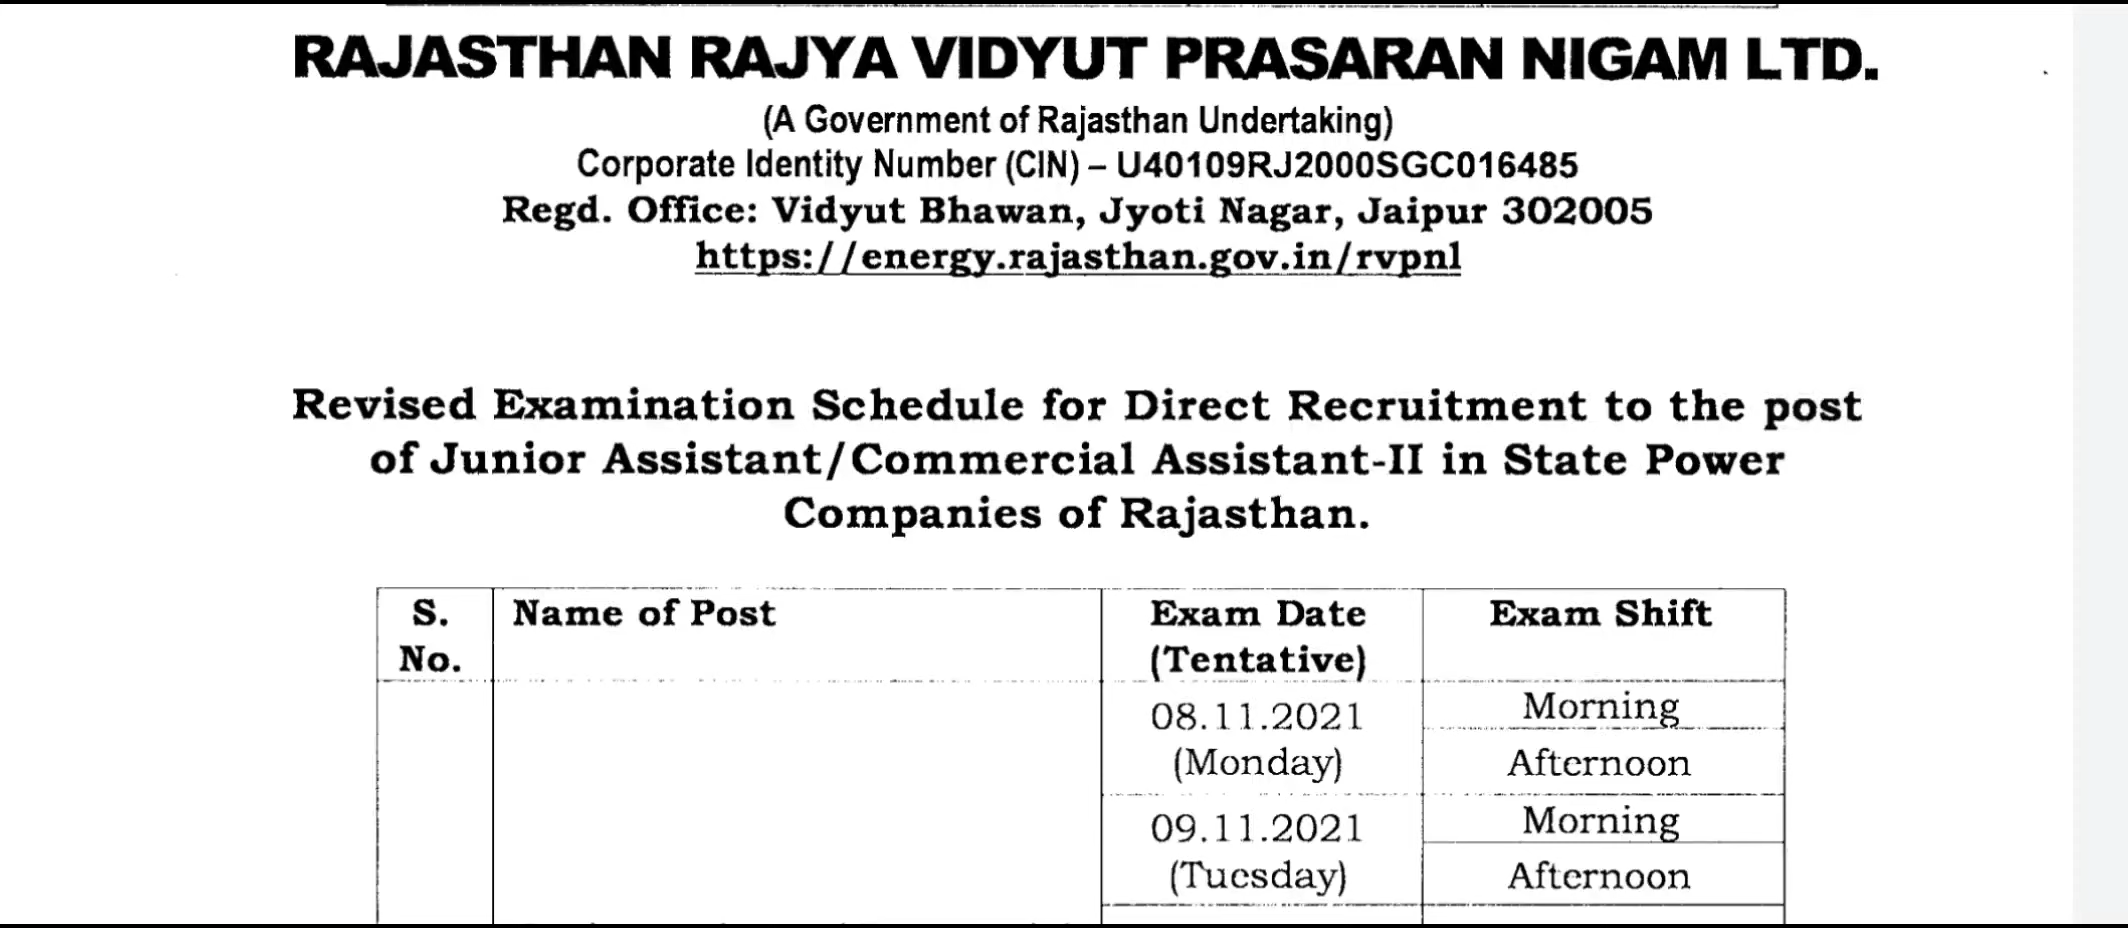 RAJASTHAN RAJYA VIDYUT PRASARAN NIGAM LTD.
(A Government of Rajasthan Undertaking)
Corporate Identity Number (CIN) – U40109RJ2000SGC016485
Regd. Office: Vidyut Bhawan, Jyoti Nagar, Jaipur 302005
https://energy.rajasthan.gov.in/rvpnl
Revised Examination Schedule for Direct Recruitment to the post
of Junior Assistant/Commercial Assistant-II in State Power
Companies of Rajasthan.
S. No.
Name of Post
Exam Date (Tentative)
Exam Shift
08.11.2021 (Monday)
Morning
Afternoon
09.11.2021 (Tuesday)
Morning
Afternoon